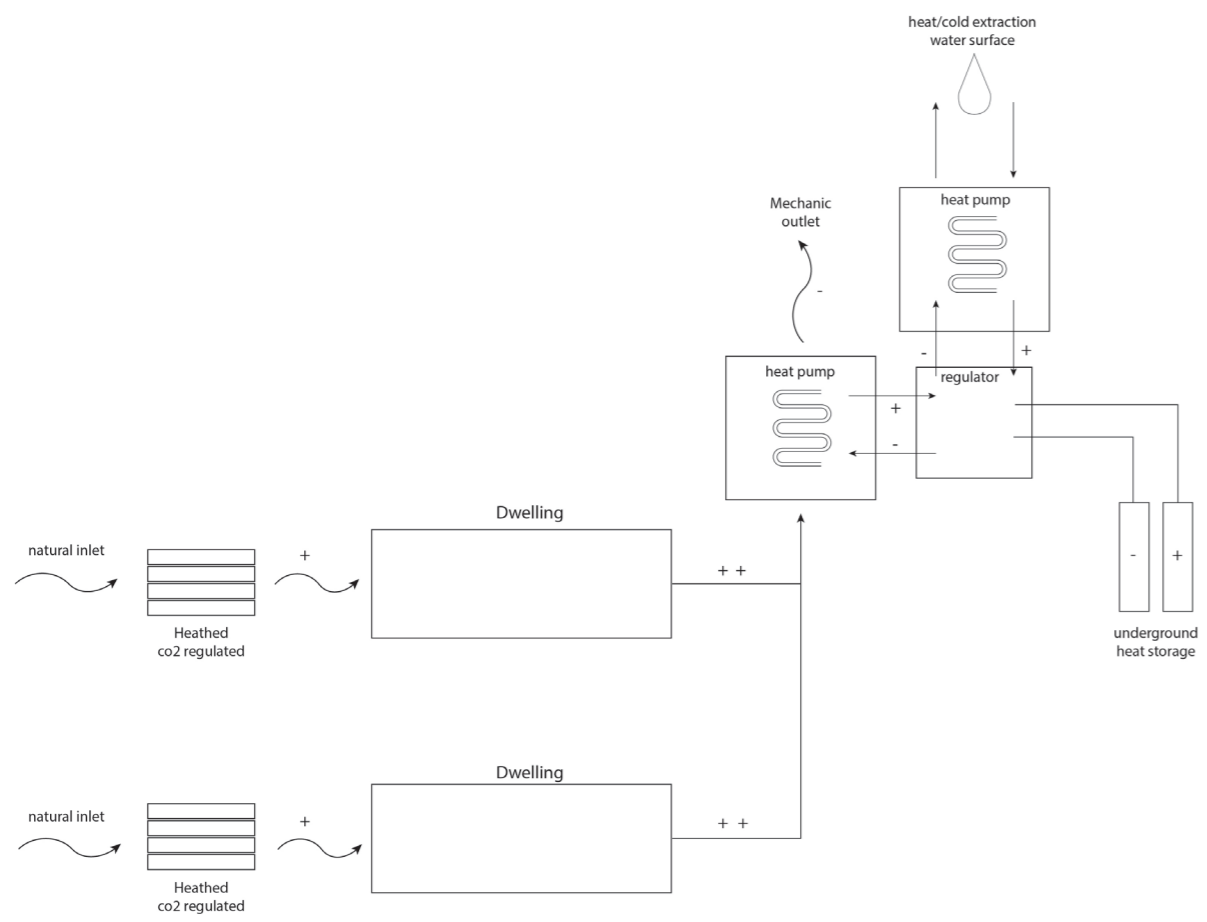 heat/cold extraction
water surface
heat pump
Mechanic
outlet
-
- +
heat pump
regulator
+
-
Dwelling
natural inlet
+
+ +
- +
Heathed
co2 regulated
underground
heat storage
Dwelling
natural inlet
+
+ +
Heathed
co2 regulated